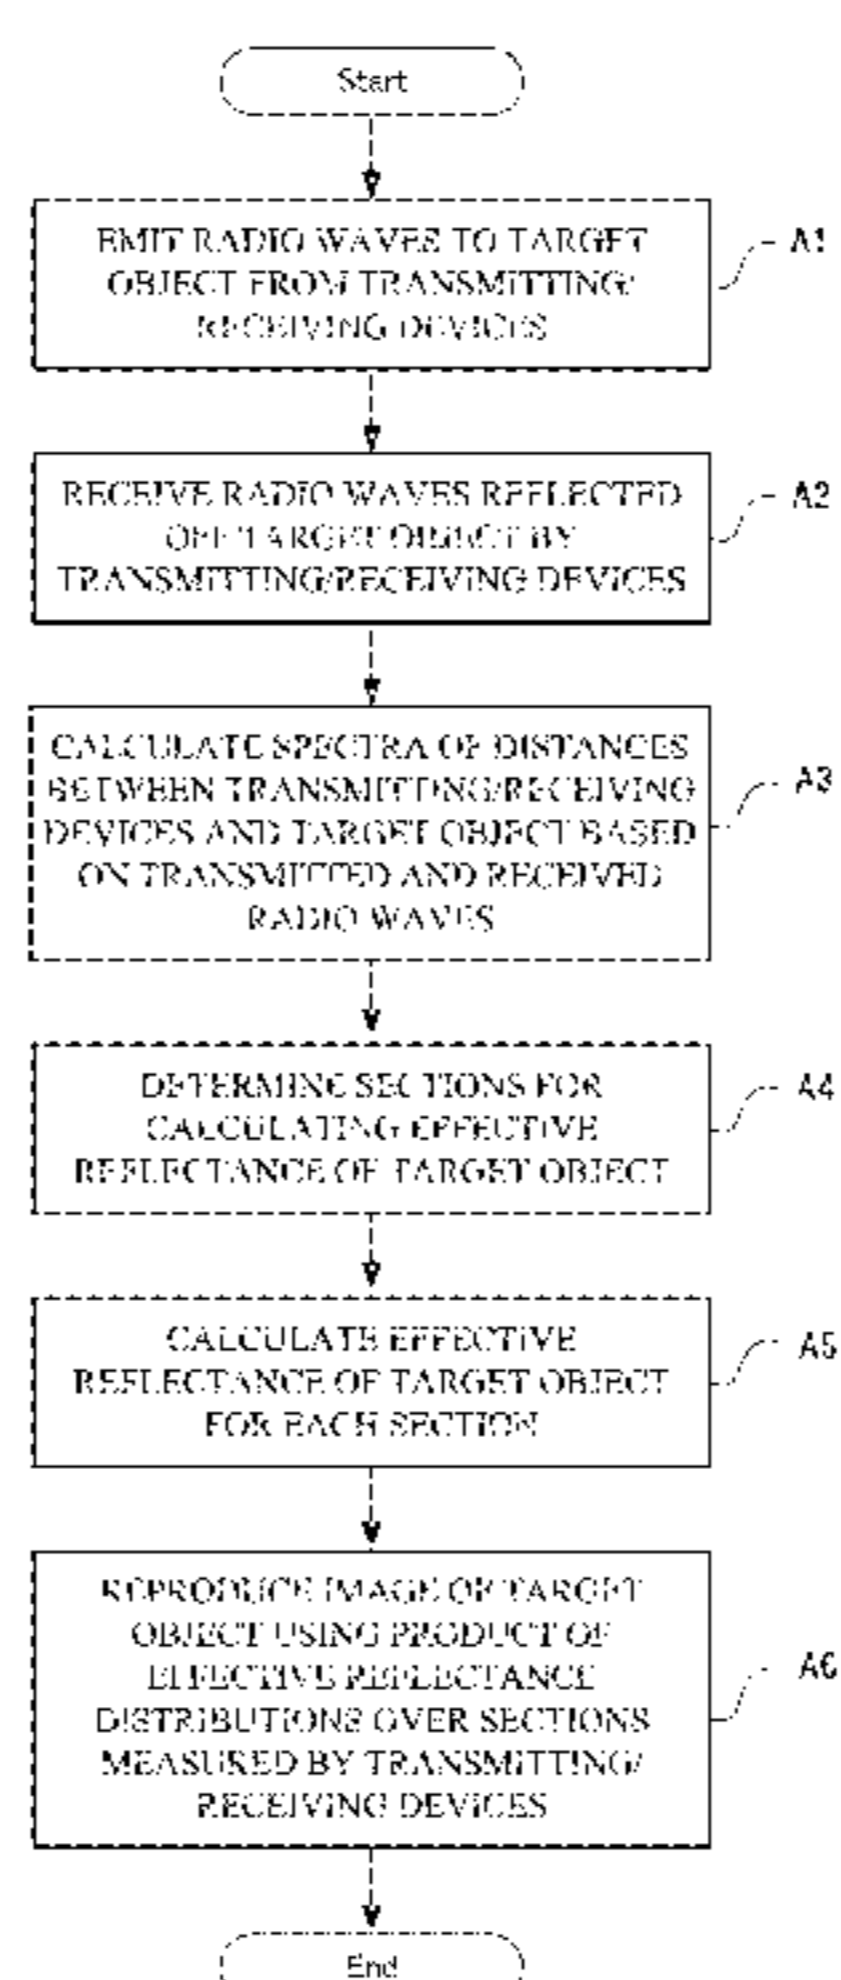 Start
EMIT RADIO WAVES TO TARGET
OBJECT FROM TRANSMITTING/
RECEIVING DEVICES
A1
RECEIVE RADIO WAVES REFLECTED
OFF TARGET OBJECT BY
TRANSMITTING/RECEIVING DEVICES
A2
CALCULATE SPECTRA OF DISTANCES
BETWEEN TRANSMITTING/RECEIVING
DEVICES AND TARGET OBJECT BASED
ON TRANSMITTED AND RECEIVED
RADIO WAVES
A3
DETERMINE SECTIONS FOR
CALCULATING EFFECTIVE
REFLECTANCE OF TARGET OBJECT
A4
CALCULATE EFFECTIVE
REFLECTANCE OF TARGET OBJECT
FOR EACH SECTION
A5
REPRODUCE IMAGE OF TARGET
OBJECT USING PRODUCT OF
EFFECTIVE REFLECTANCE
DISTRIBUTIONS OVER SECTIONS
MEASURED BY TRANSMITTING/
RECEIVING DEVICES
A6
End